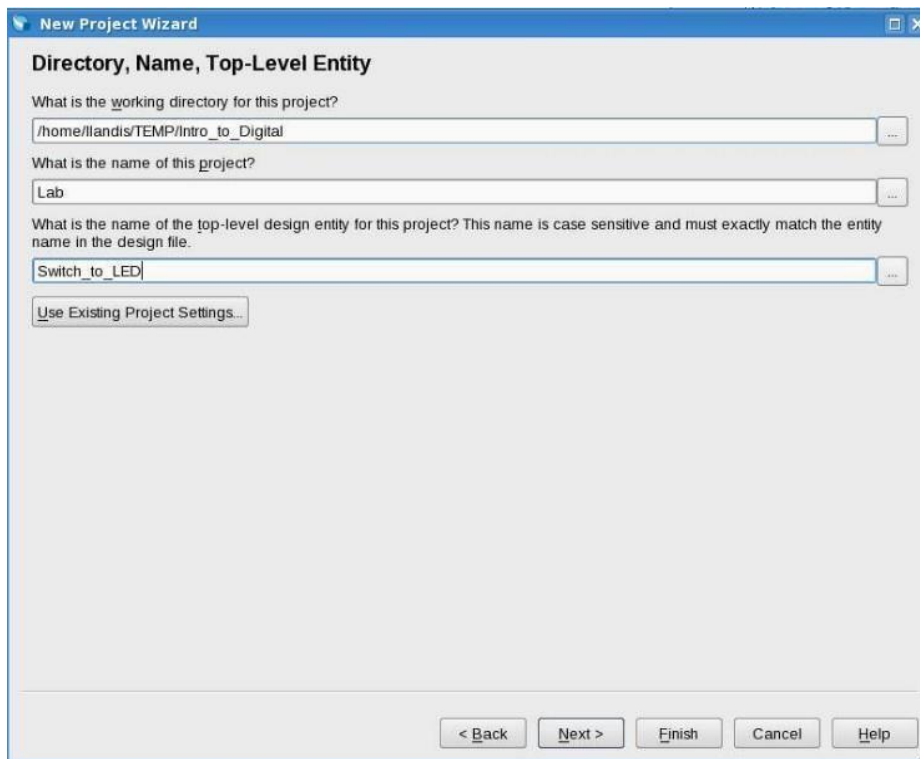 New Project Wizard
Directory, Name, Top-Level Entity
What is the working directory for this project?
/home/llandis/TEMP/Intro_to_Digital
...
What is the name of this project?
Lab
...
What is the name of the top-level design entity for this project? This name is case sensitive and must exactly match the entity
name in the design file.
Switch_to_LED
...
Use Existing Project Settings...
< Back Next > Finish Cancel Help